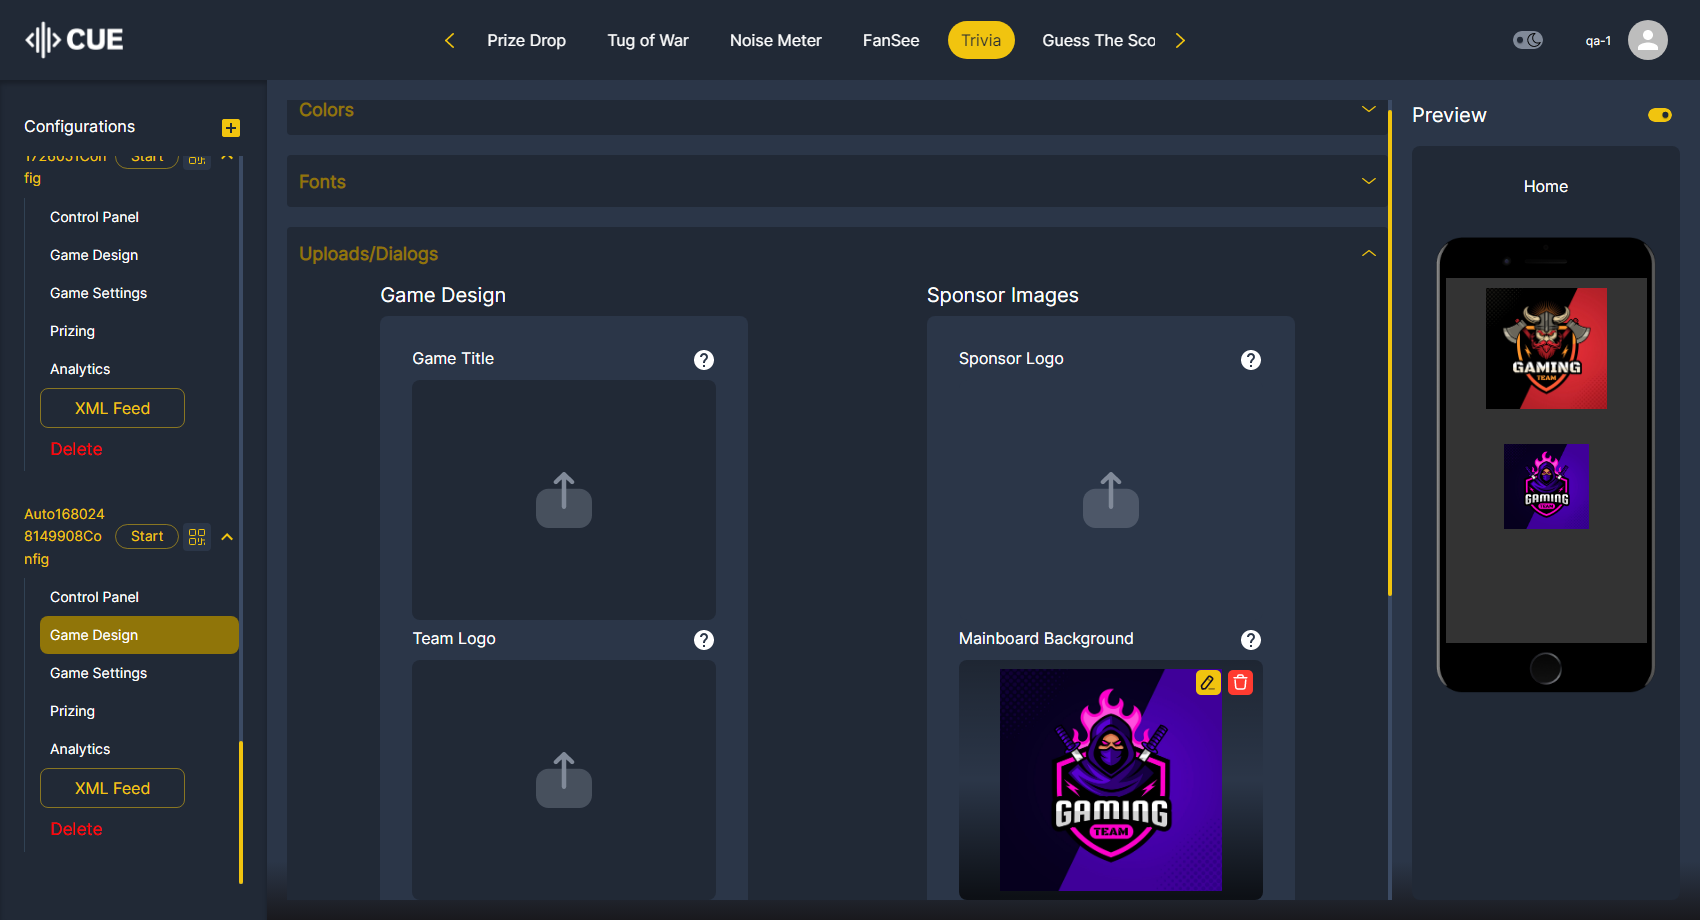 CUE
Prize Drop
Tug of War
Noise Meter
FanSee
Trivia
Guess The Sco
qa-1
Configurations
1726051Con
fig
Start
Control Panel
Game Design
Game Settings
Prizing
Analytics
XML Feed
Delete
Auto168024
8149908Co
nfig
Start
Control Panel
Game Design
Game Settings
Prizing
Analytics
XML Feed
Delete
Colors
Fonts
Uploads/Dialogs
Game Design
Game Title
?
Team Logo
?
Sponsor Images
Sponsor Logo
?
Mainboard Background
?
GAMING
TEAM
Preview
Home
GAMING
TEAM
GAMING
TEAM